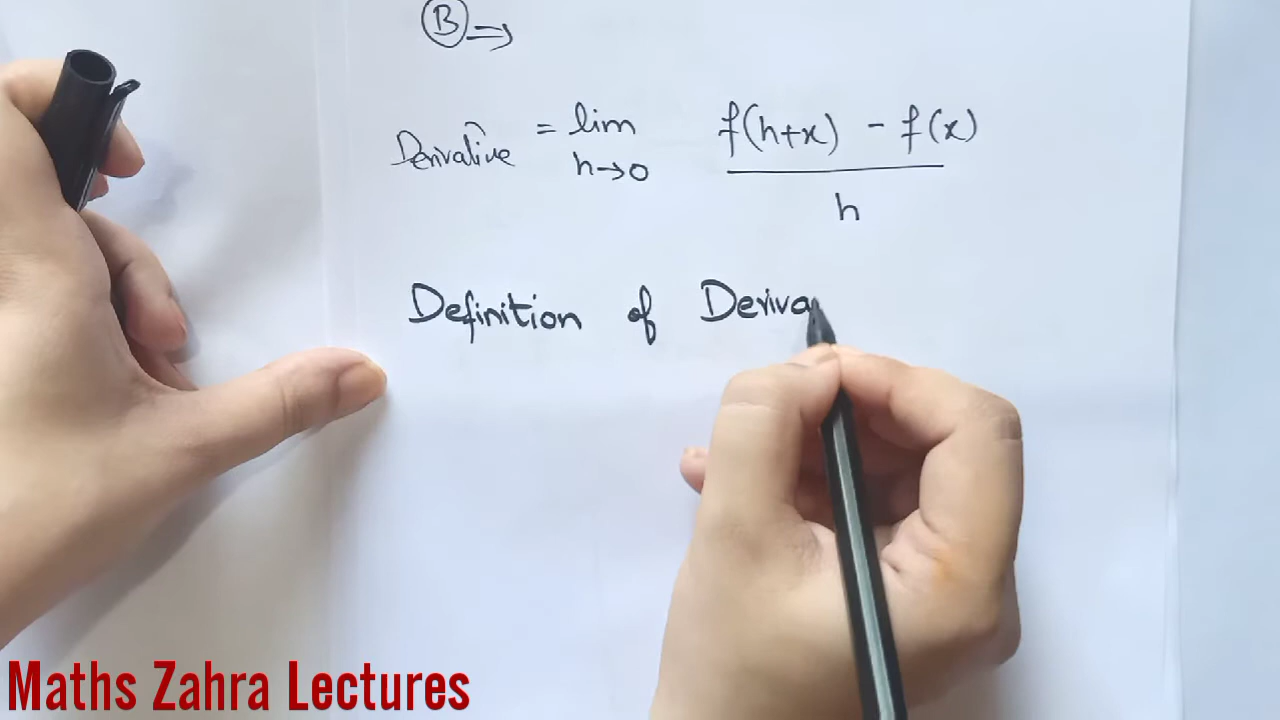 B ⇒
Derivative = lim h→0 f(h+x) - f(x) / h
Definition of Deriva
Maths Zahra Lectures